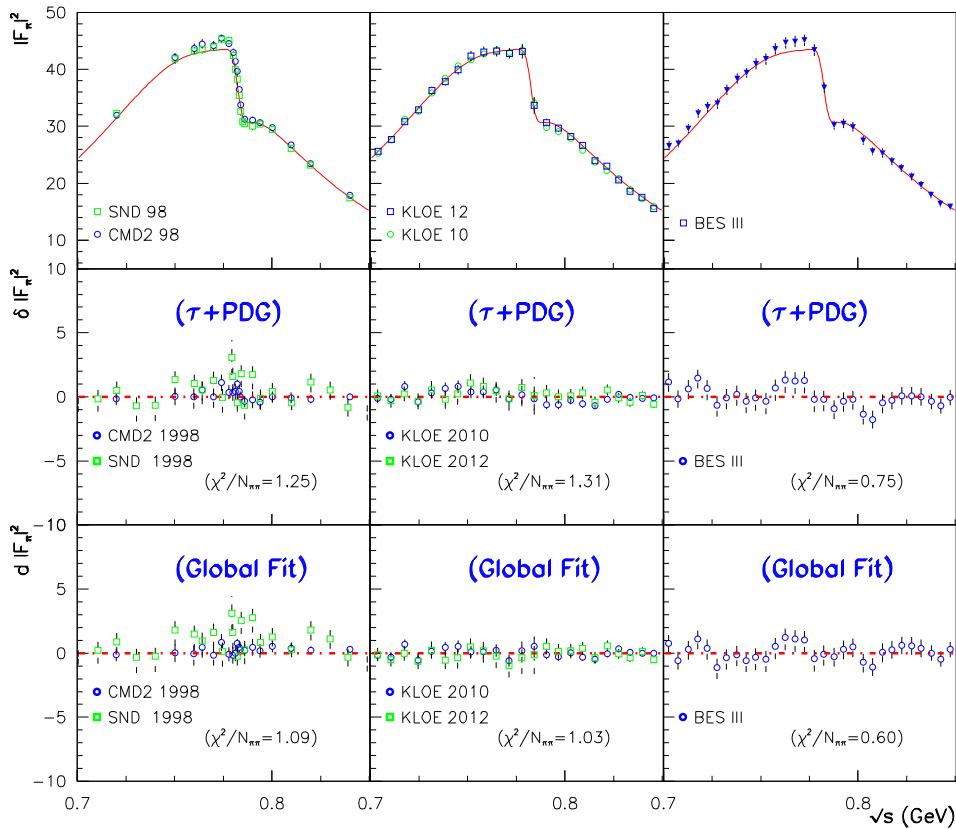 |Fπ|²
50
40
30
20
10
SND 98
CMD2 98
KLOE 12
KLOE 10
BES III
δ |Fπ|²
10
5
0
−5
−10
(τ+PDG)
CMD2 1998
SND 1998
(χ²/Nππ=1.25)
(τ+PDG)
KLOE 2010
KLOE 2012
(χ²/Nππ=1.31)
(τ+PDG)
BES III
(χ²/Nππ=0.75)
d |Fπ|²
5
0
−5
−10
(Global Fit)
CMD2 1998
SND 1998
(χ²/Nππ=1.09)
(Global Fit)
KLOE 2010
KLOE 2012
(χ²/Nππ=1.03)
(Global Fit)
BES III
(χ²/Nππ=0.60)
0.7 0.8 0.7 0.8 0.7 0.8
√s (GeV)